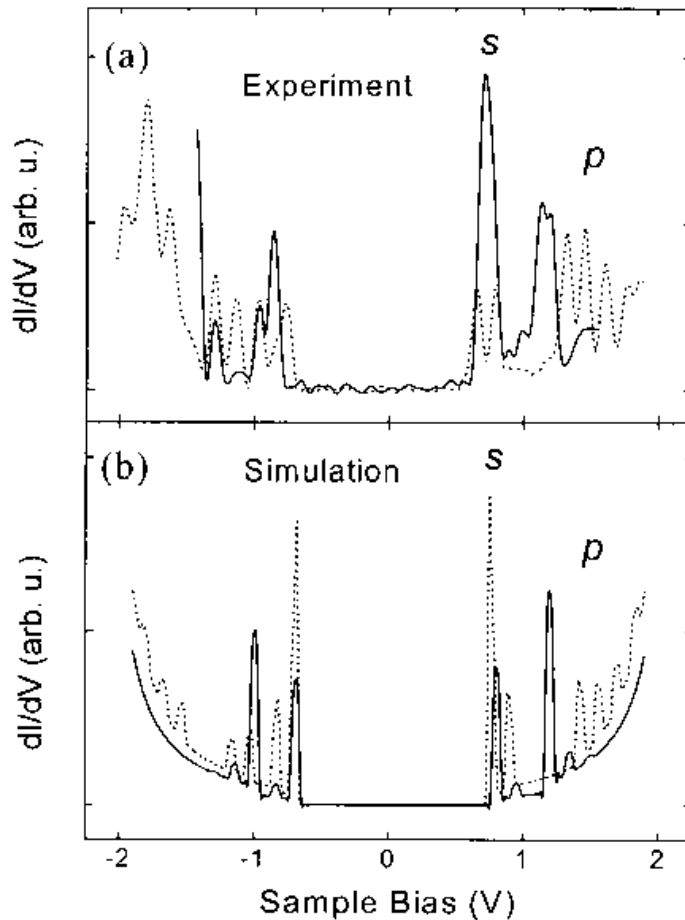 s
(a)
Experiment
p
dI/dV (arb. u.)
(b)
Simulation
s
p
dI/dV (arb. u.)
-2 -1 0 1 2
Sample Bias (V)